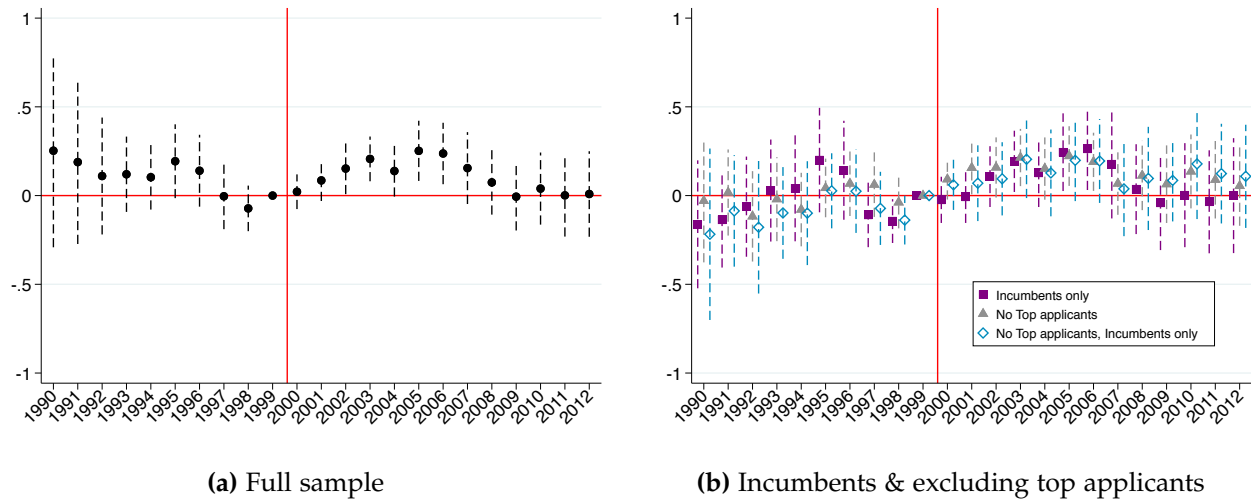 1
.5
0
-.5
-1
1990 1991 1992 1993 1994 1995 1996 1997 1998 1999 2000 2001 2002 2003 2004 2005 2006 2007 2008 2009 2010 2011 2012
(a) Full sample
1
.5
0
-.5
-1
Incumbents only
No Top applicants
No Top applicants, Incumbents only
1990 1991 1992 1993 1994 1995 1996 1997 1998 1999 2000 2001 2002 2003 2004 2005 2006 2007 2008 2009 2010 2011 2012
(b) Incumbents & excluding top applicants